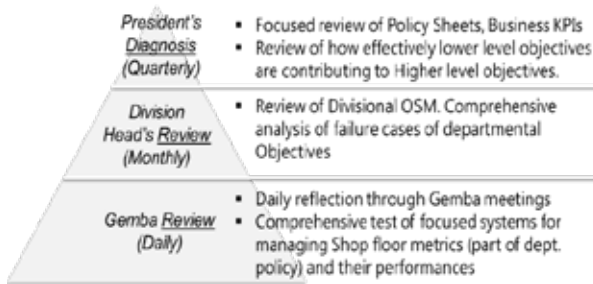 President's
Diagnosis
(Quarterly)
▪ Focused review of Policy Sheets, Business KPIs
▪ Review of how effectively lower level objectives
are contributing to Higher level objectives.
Division
Head's Review
(Monthly)
▪ Review of Divisional OSM. Comprehensive
analysis of failure cases of departmental
Objectives
Gemba Review
(Daily)
▪ Daily reflection through Gemba meetings
▪ Comprehensive test of focused systems for
managing Shop floor metrics (part of dept.
policy) and their performances